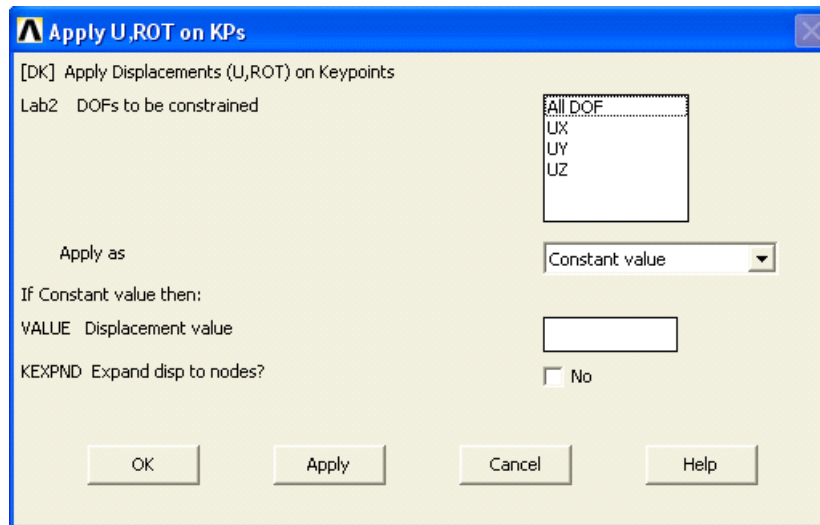 Apply U,ROT on KPs
[DK] Apply Displacements (U,ROT) on Keypoints
Lab2 DOFs to be constrained
All DOF
UX
UY
UZ
Apply as
Constant value
If Constant value then:
VALUE Displacement value
KEXPND Expand disp to nodes?
No
OK Apply Cancel Help